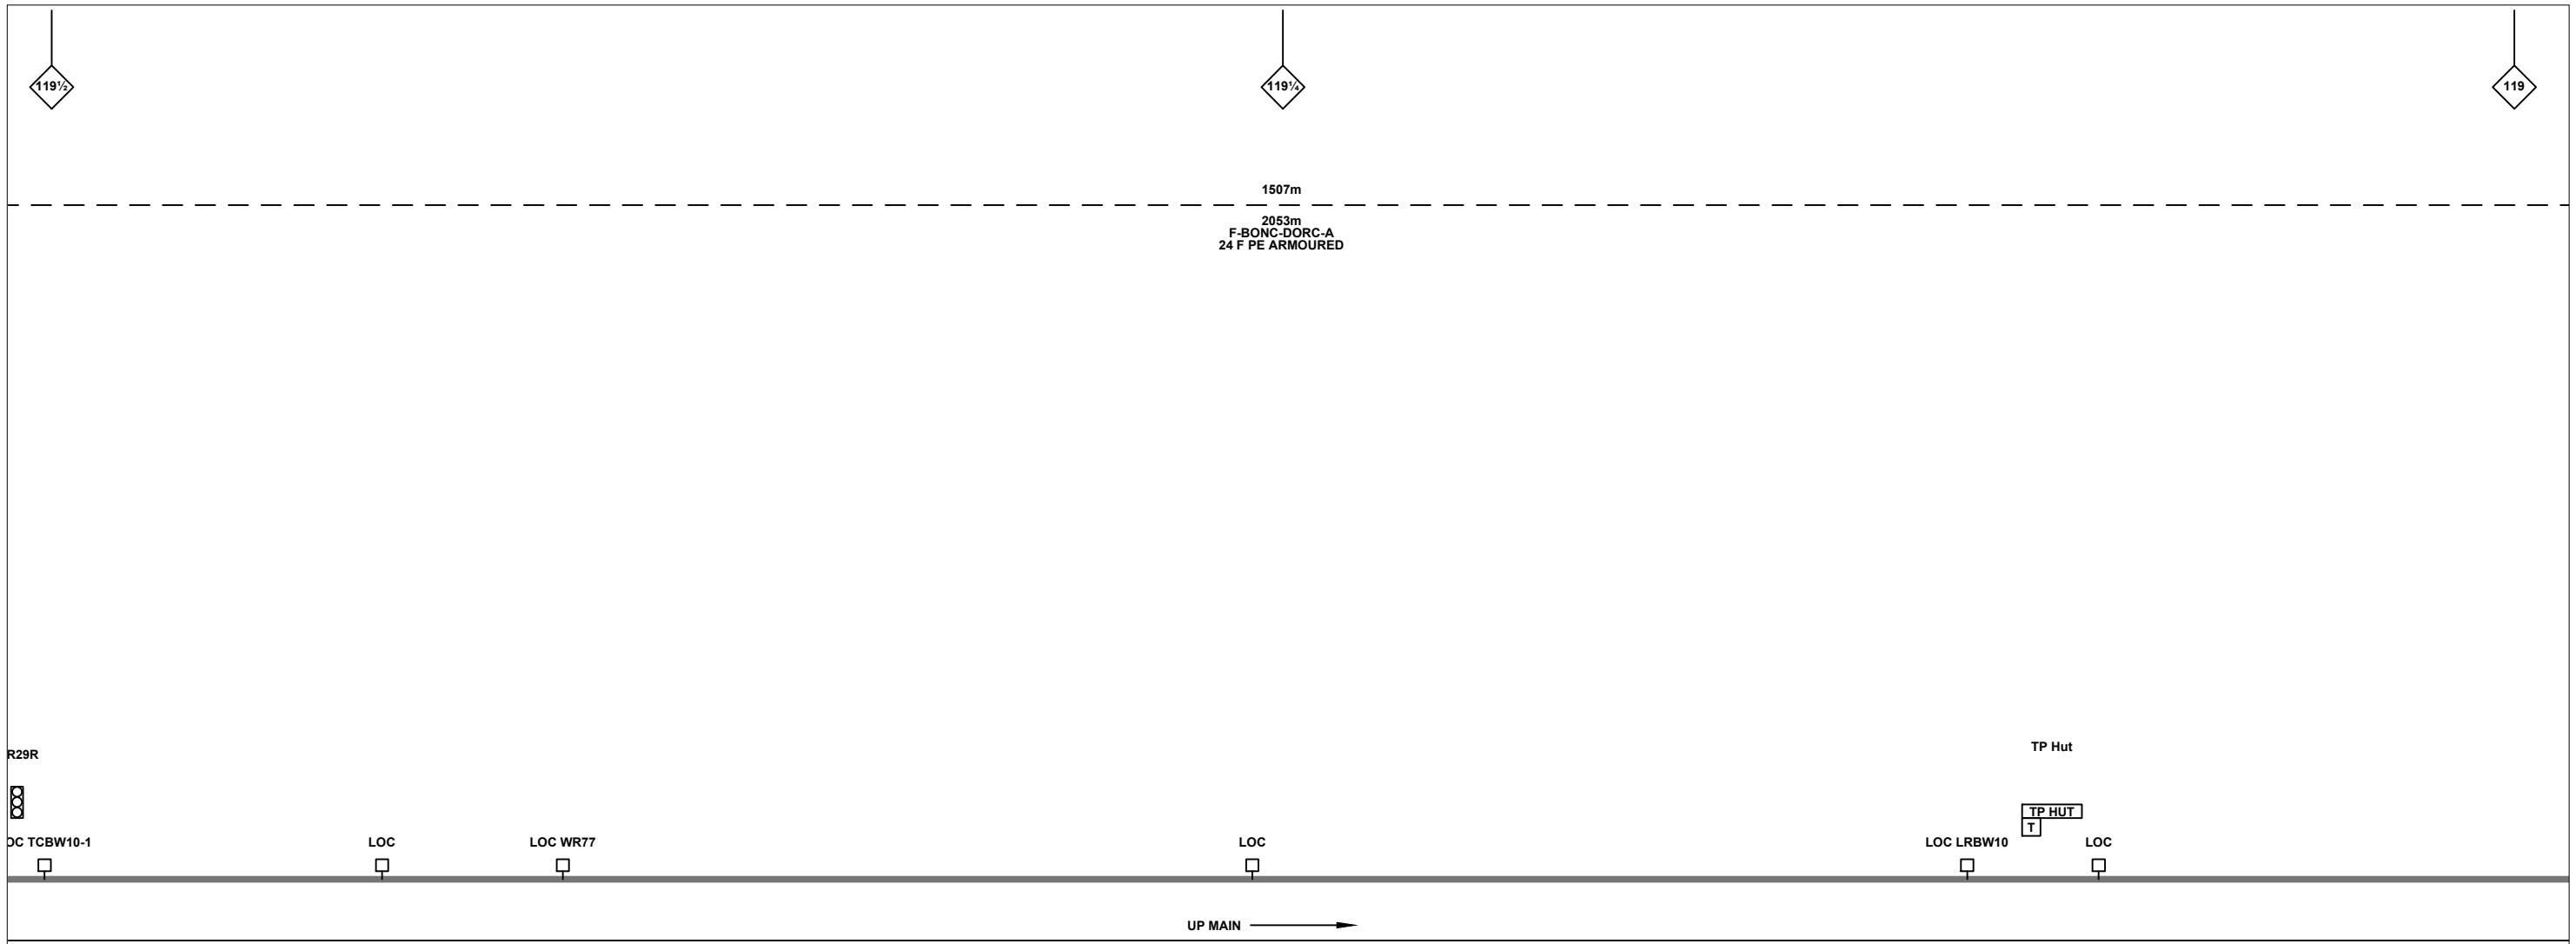 119½
119¼
119
1507m
2053m
F-BONC-DORC-A
24 F PE ARMOURED
R29R
TP Hut
TP HUT
T
OC TCBW10-1
LOC
LOC WR77
LOC
LOC LRBW10
LOC
UP MAIN